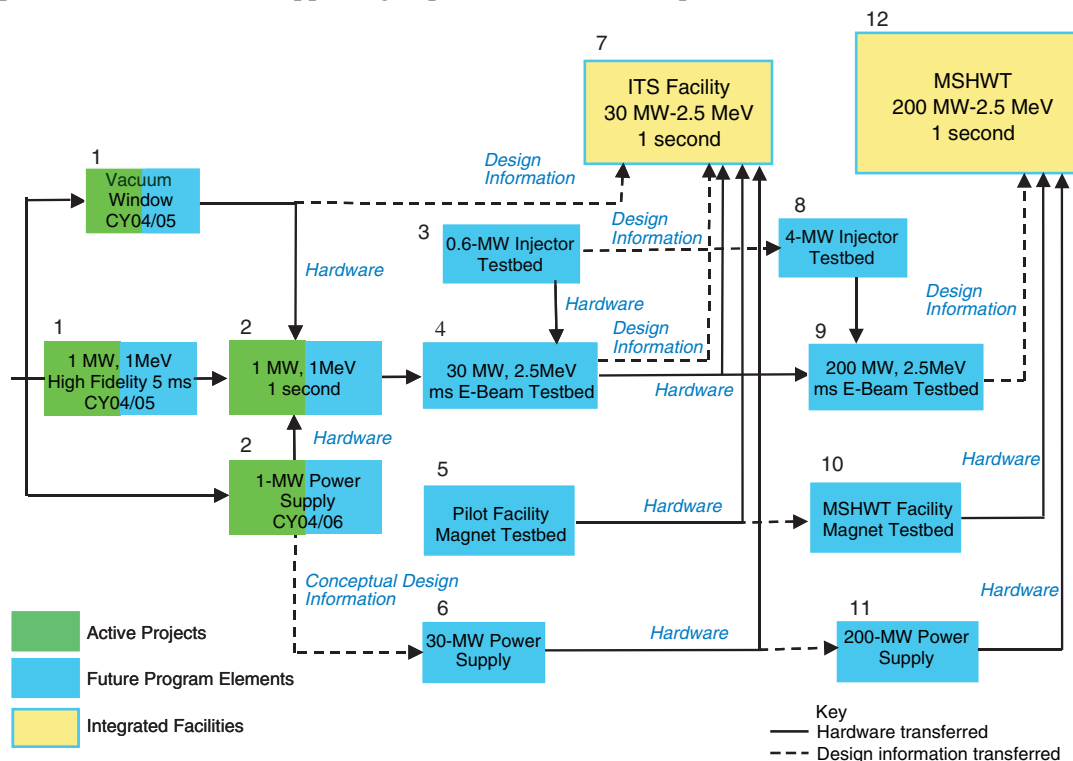 12
7
MSHWT
200 MW-2.5 MeV
1 second
ITS Facility
30 MW-2.5 MeV
1 second
1
Vacuum
Window
CY04/05
Design
Information
3
0.6-MW Injector
Testbed
Design
Information
8
4-MW Injector
Testbed
Hardware
Hardware
Design
Information
1
1 MW, 1MeV
High Fidelity 5 ms
CY04/05
2
1 MW, 1MeV
1 second
4
30 MW, 2.5MeV
ms E-Beam Testbed
Design
Information
Hardware
9
200 MW, 2.5MeV
ms E-Beam Testbed
Hardware
2
1-MW Power
Supply
CY04/06
5
Pilot Facility
Magnet Testbed
Hardware
10
MSHWT Facility
Magnet Testbed
Hardware
Conceptual Design
Information
6
30-MW Power
Supply
Hardware
11
200-MW Power
Supply
Hardware
Active Projects
Future Program Elements
Integrated Facilities
Key
Hardware transferred
Design information transferred